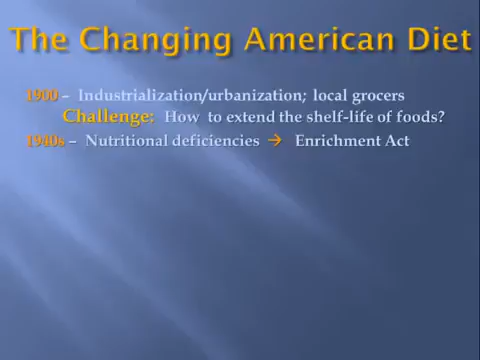 The Changing American Diet
1900 – Industrialization/urbanization; local grocers
Challenge: How to extend the shelf-life of foods?
1940s – Nutritional deficiencies → Enrichment Act